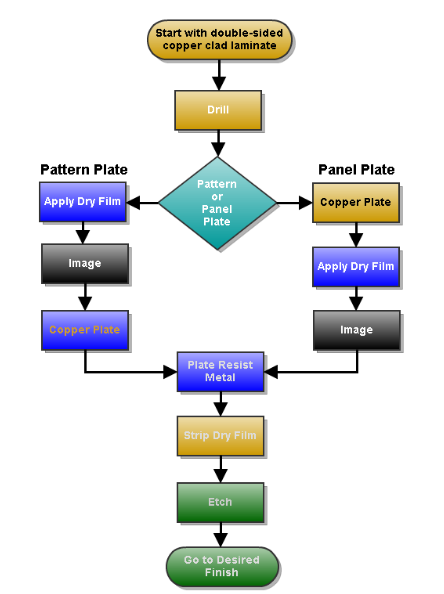 Start with double-sided
copper clad laminate
Drill
Pattern
or
Panel
Plate
Pattern Plate
Apply Dry Film
Image
Copper Plate
Panel Plate
Copper Plate
Apply Dry Film
Image
Plate Resist
Metal
Strip Dry Film
Etch
Go to Desired
Finish